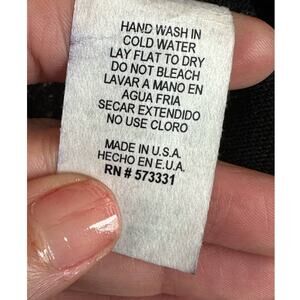 HAND WASH IN
COLD WATER
LAY FLAT TO DRY
DO NOT BLEACH
LAVAR A MANO EN
AGUA FRIA
SECAR EXTENDIDO
NO USE CLORO
MADE IN U.S.A.
HECHO EN E.U.A.
RN # 573331